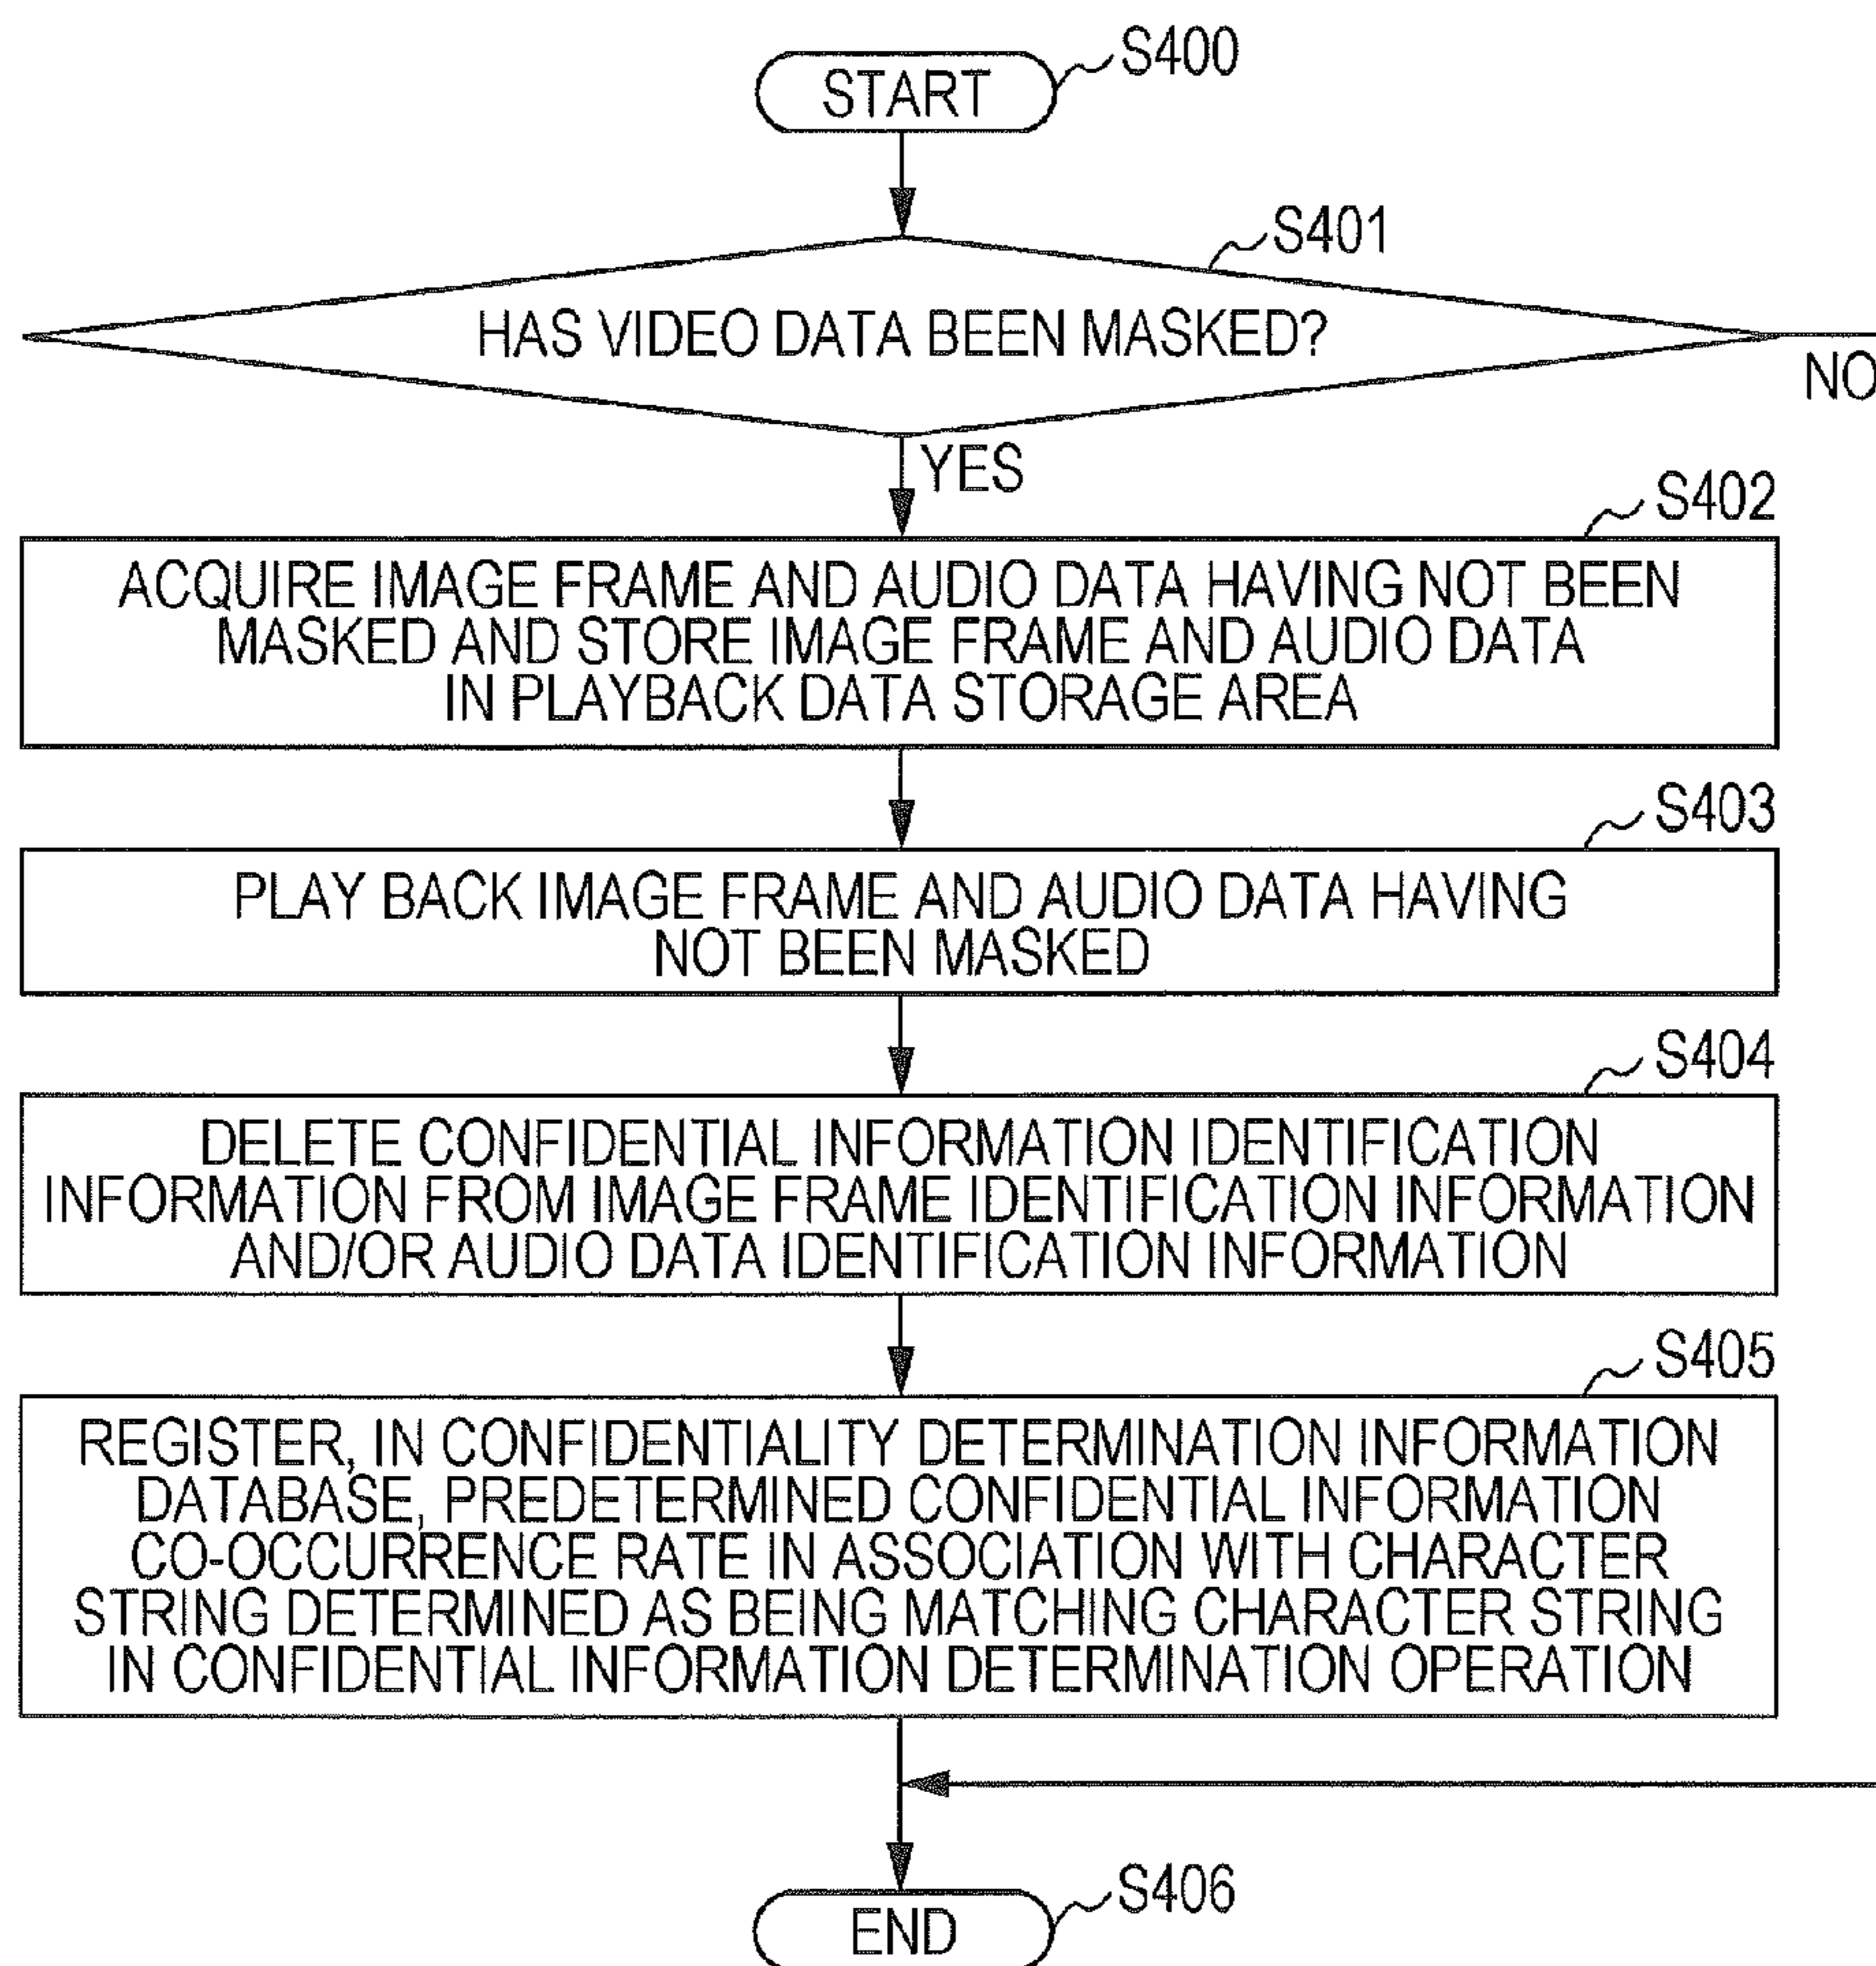 START
S400
S401
HAS VIDEO DATA BEEN MASKED?
NO
YES
S402
ACQUIRE IMAGE FRAME AND AUDIO DATA HAVING NOT BEEN
MASKED AND STORE IMAGE FRAME AND AUDIO DATA
IN PLAYBACK DATA STORAGE AREA
S403
PLAY BACK IMAGE FRAME AND AUDIO DATA HAVING
NOT BEEN MASKED
S404
DELETE CONFIDENTIAL INFORMATION IDENTIFICATION
INFORMATION FROM IMAGE FRAME IDENTIFICATION INFORMATION
AND/OR AUDIO DATA IDENTIFICATION INFORMATION
S405
REGISTER, IN CONFIDENTIALITY DETERMINATION INFORMATION
DATABASE, PREDETERMINED CONFIDENTIAL INFORMATION
CO-OCCURRENCE RATE IN ASSOCIATION WITH CHARACTER
STRING DETERMINED AS BEING MATCHING CHARACTER STRING
IN CONFIDENTIAL INFORMATION DETERMINATION OPERATION
S406
END